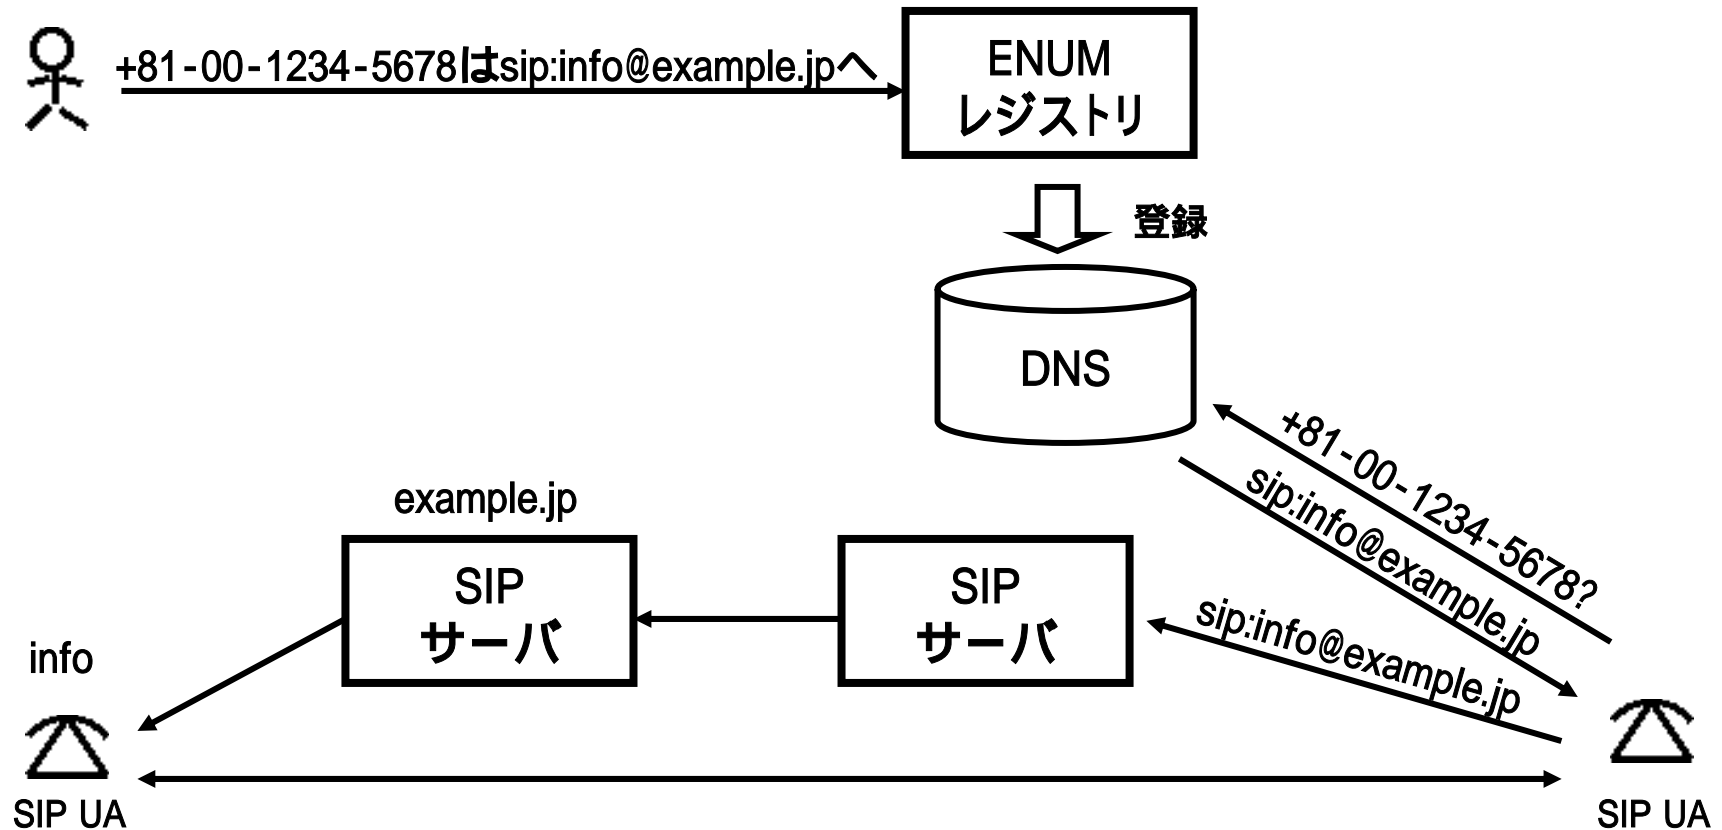 +81-00-1234-5678はsip:info@example.jpへ
ENUM
レジストリ
登録
DNS
+81-00-1234-5678?
sip:info@example.jp
sip:info@example.jp
example.jp
SIP
サーバ
SIP
サーバ
info
SIP UA
SIP UA